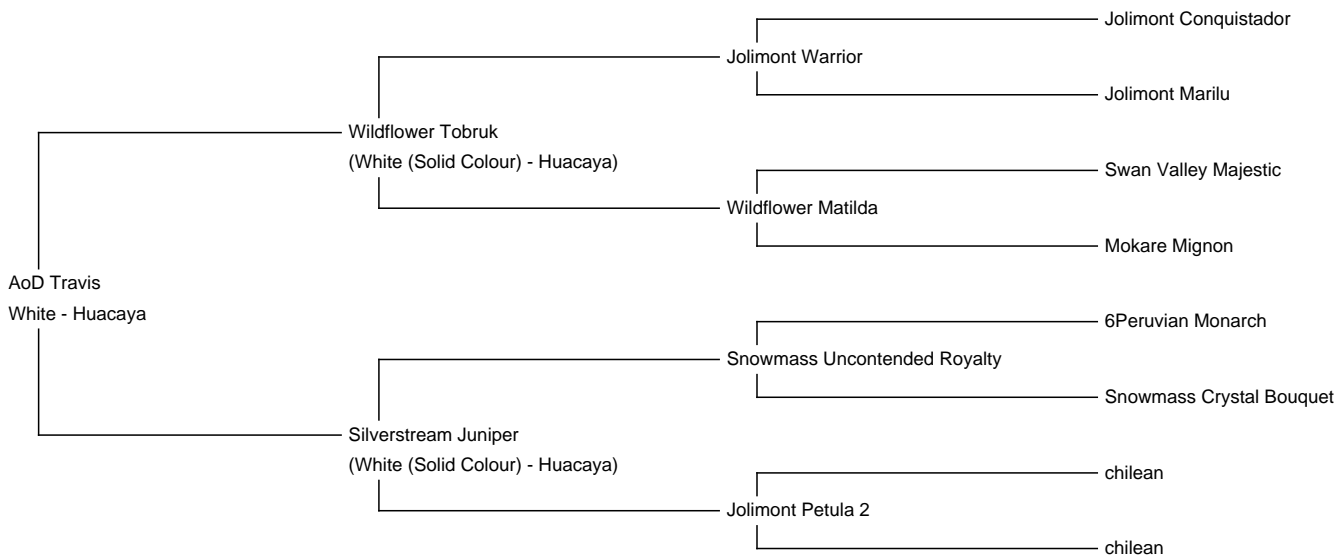 Jolimont Conquistador
Jolimont Warrior
Jolimont Marilu
Wildflower Tobruk
(White (Solid Colour) - Huacaya)
Swan Valley Majestic
Wildflower Matilda
Mokare Mignon
AoD Travis
White - Huacaya
6Peruvian Monarch
Snowmass Uncontended Royalty
Snowmass Crystal Bouquet
Silverstream Juniper
(White (Solid Colour) - Huacaya)
chilean
Jolimont Petula 2
chilean